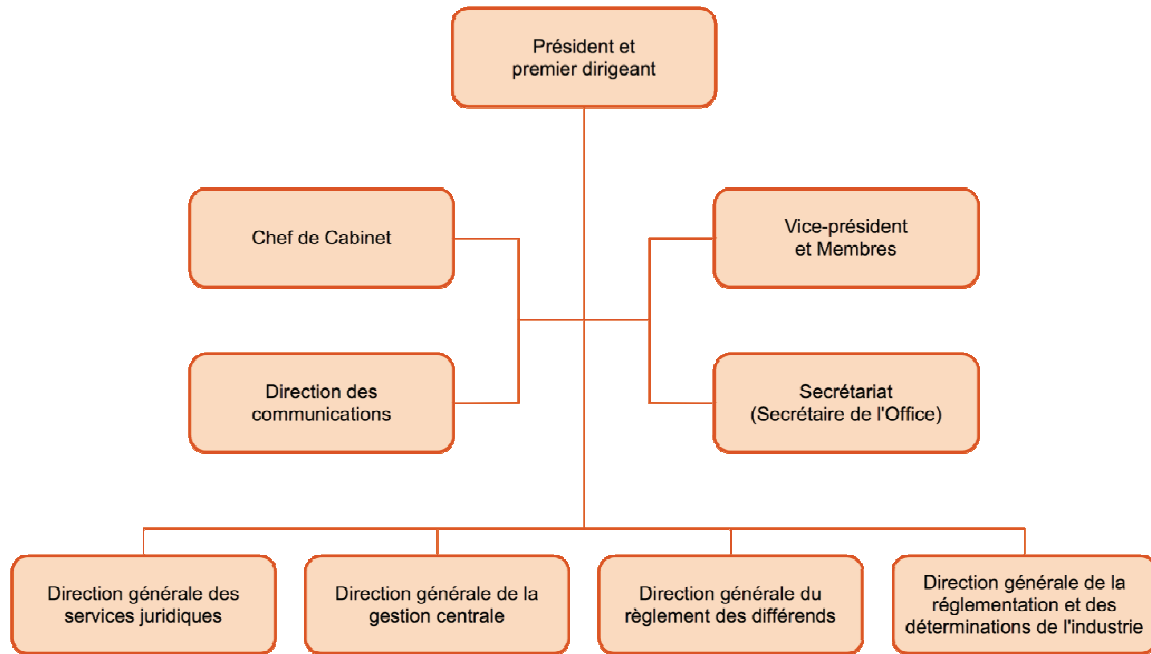 Président et
premier dirigeant
Chef de Cabinet
Vice-président
et Membres
Direction des
communications
Secrétariat
(Secrétaire de l'Office)
Direction générale des
services juridiques
Direction générale de la
gestion centrale
Direction générale du
règlement des différends
Direction générale de la
réglementation et des
déterminations de l'industrie